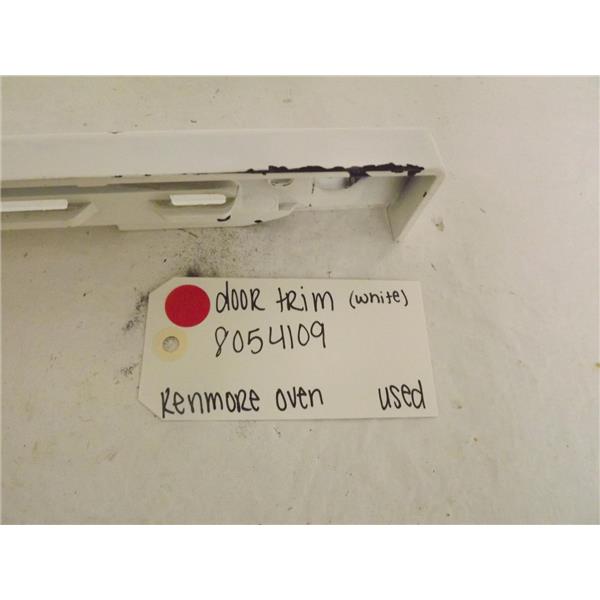 dooR tRim (white)
8054109
Kenmore oven used